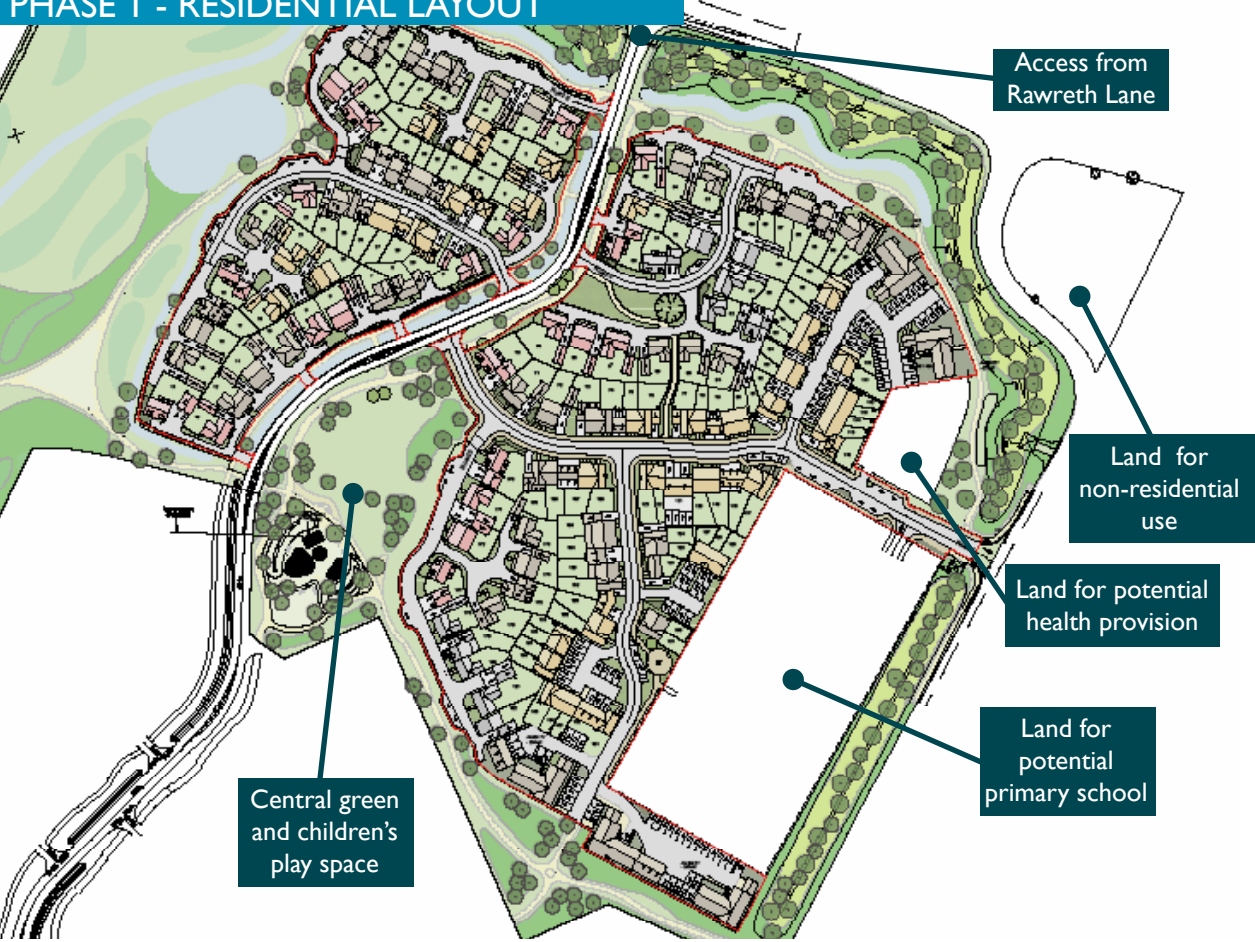 PHASE 1 - RESIDENTIAL LAYOUT
Access from
Rawreth Lane
Land for
non-residential
use
Land for potential
health provision
Land for
potential
primary school
Central green
and children's
play space